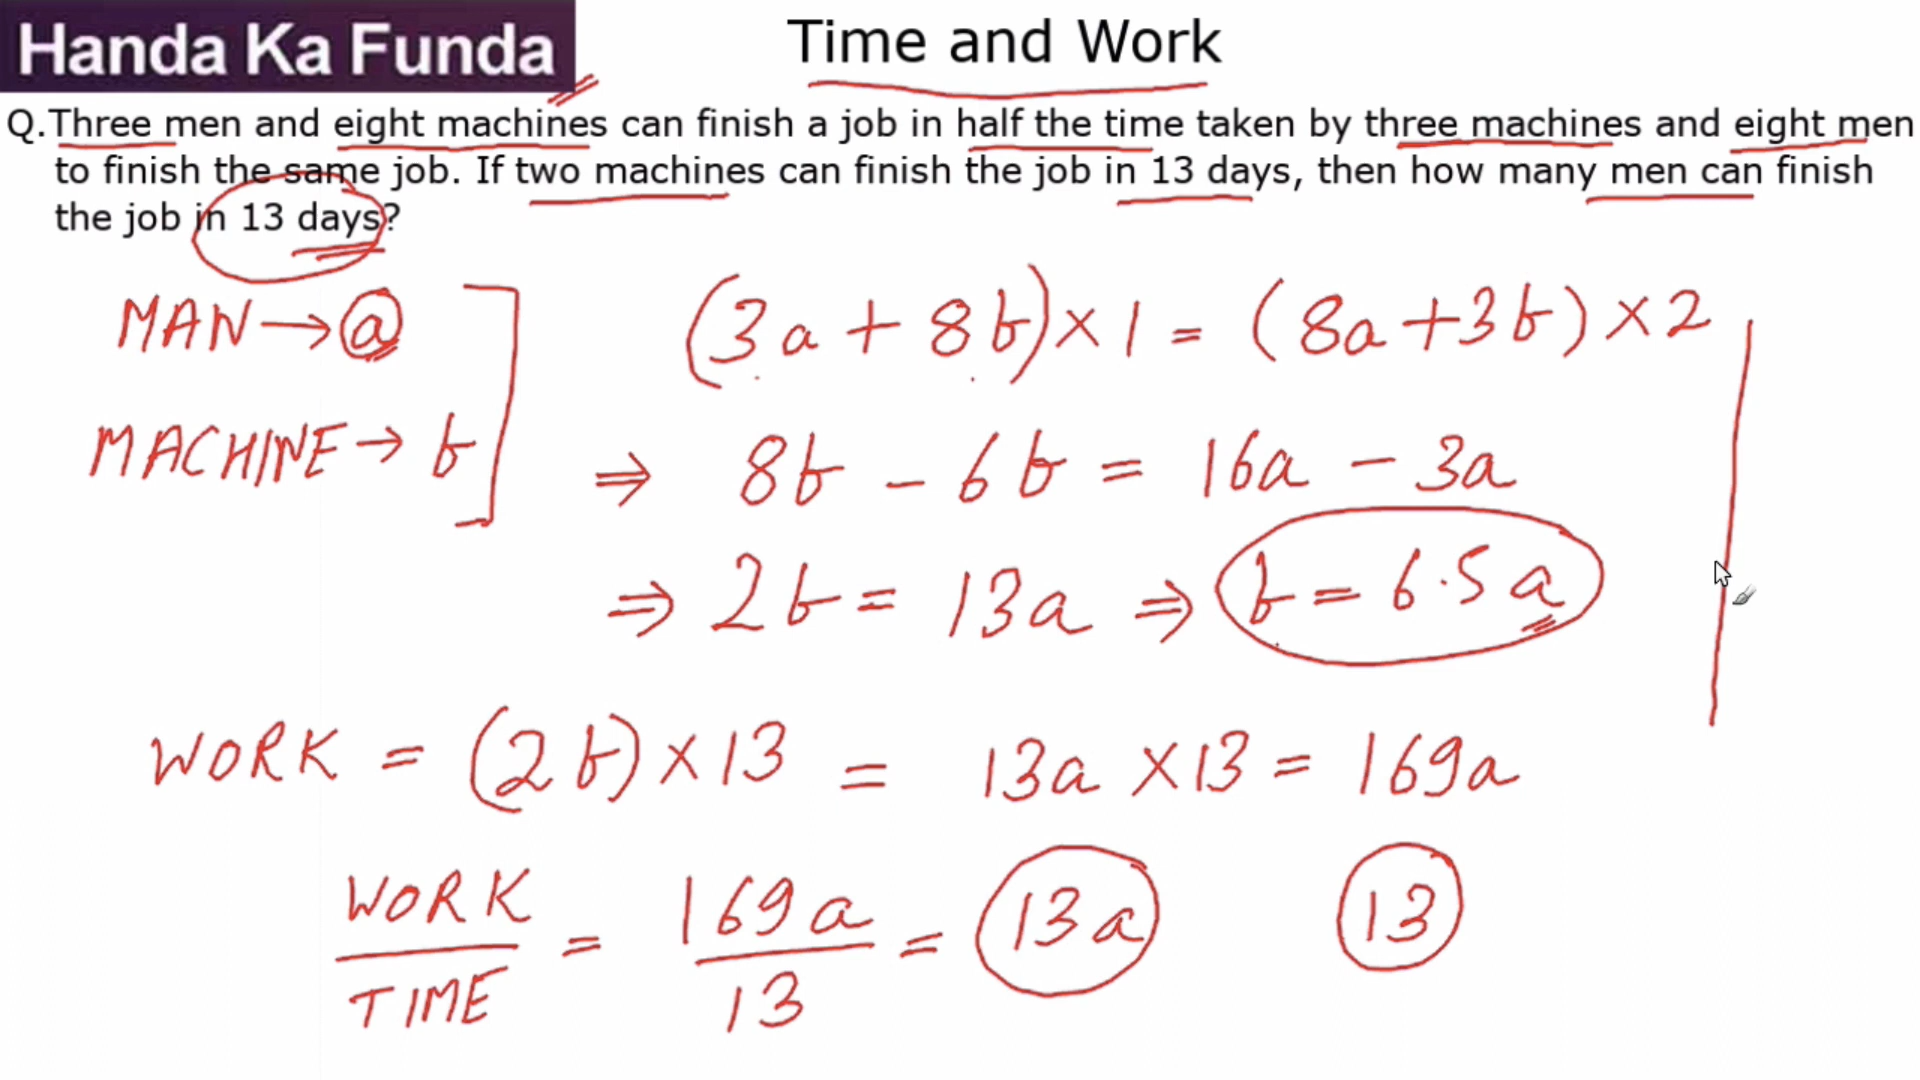 Handa Ka Funda
Time and Work
Q.Three men and eight machines can finish a job in half the time taken by three machines and eight men
to finish the same job. If two machines can finish the job in 13 days, then how many men can finish
the job in 13 days?
MAN → a
(3a + 8b) × 1 = (8a + 3b) × 2
MACHINE → b
⇒ 8b - 6b = 16a - 3a
⇒ 2b = 13a ⇒ b = 6.5a
WORK = (2b) × 13 = 13a × 13 = 169a
WORK / TIME = 169a / 13 = 13a 13